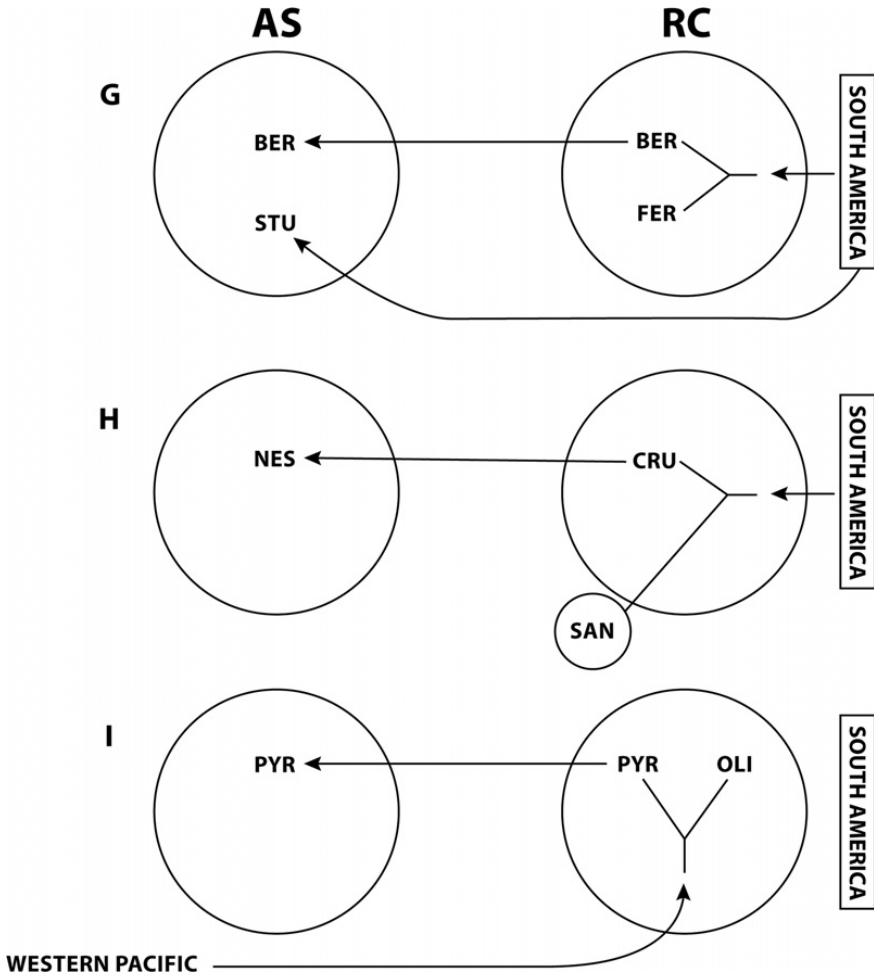 AS RC
G
BER BER
FER
STU
SOUTH AMERICA
H
NES CRU
SAN
SOUTH AMERICA
I
PYR PYR OLI
SOUTH AMERICA
WESTERN PACIFIC